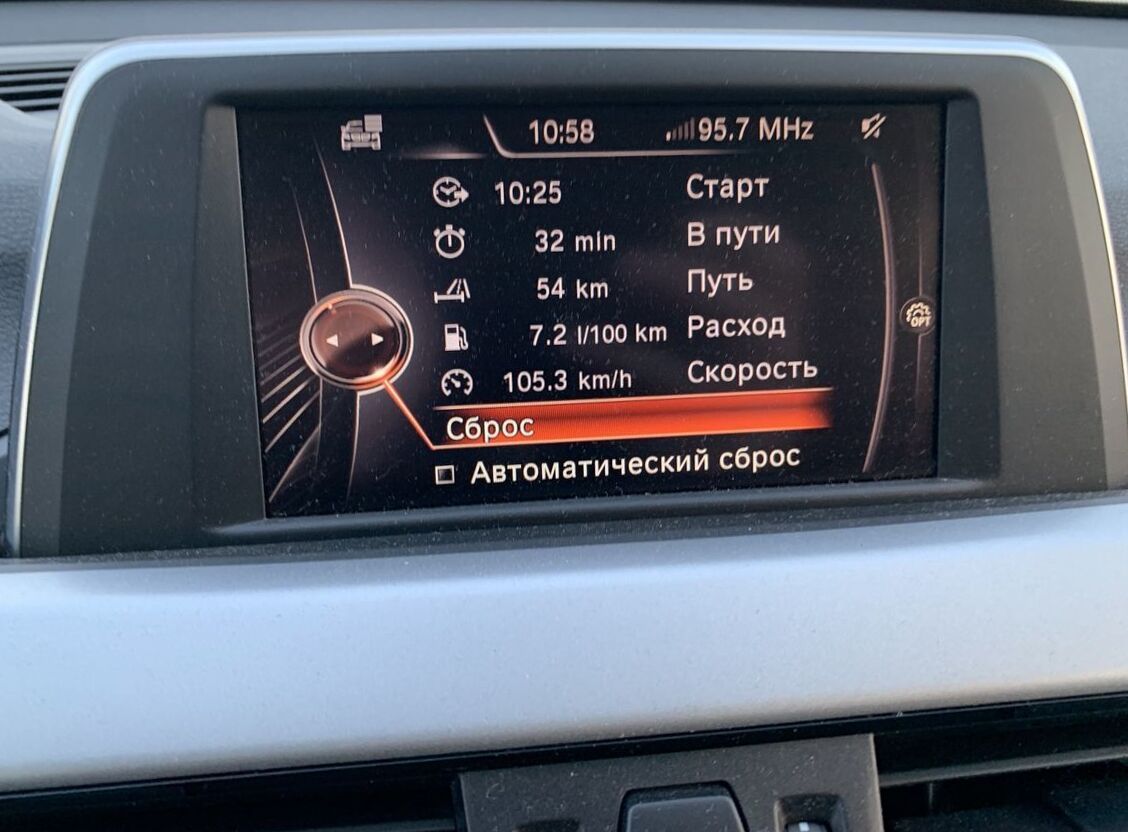 10:58 95.7 MHz
10:25 Старт
32 min В пути
54 km Путь
7.2 l/100 km Расход
OPT
105.3 km/h Скорость
Сброс
Автоматический сброс